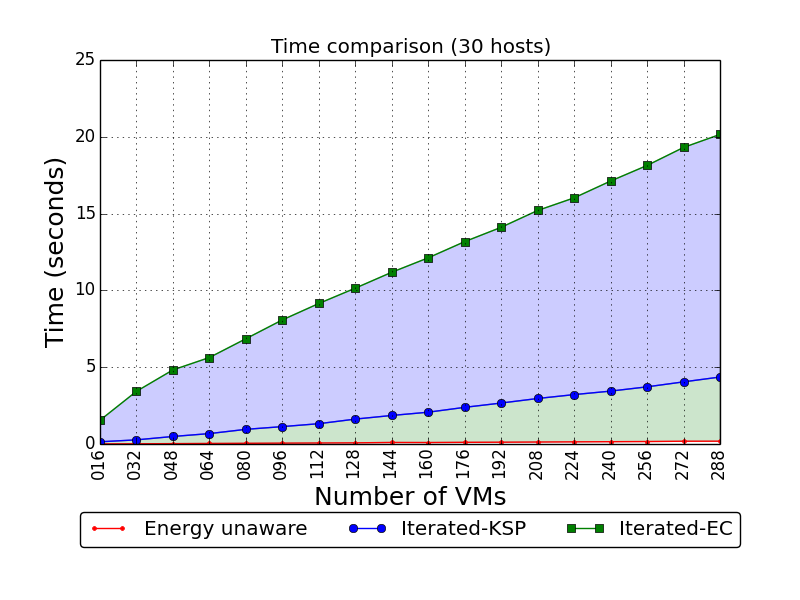 Time comparison (30 hosts)
25
20
15
10
5
0
Time (seconds)
016 032 048 064 080 096 112 128 144 160 176 192 208 224 240 256 272 288
Number of VMs
Energy unaware Iterated-KSP Iterated-EC